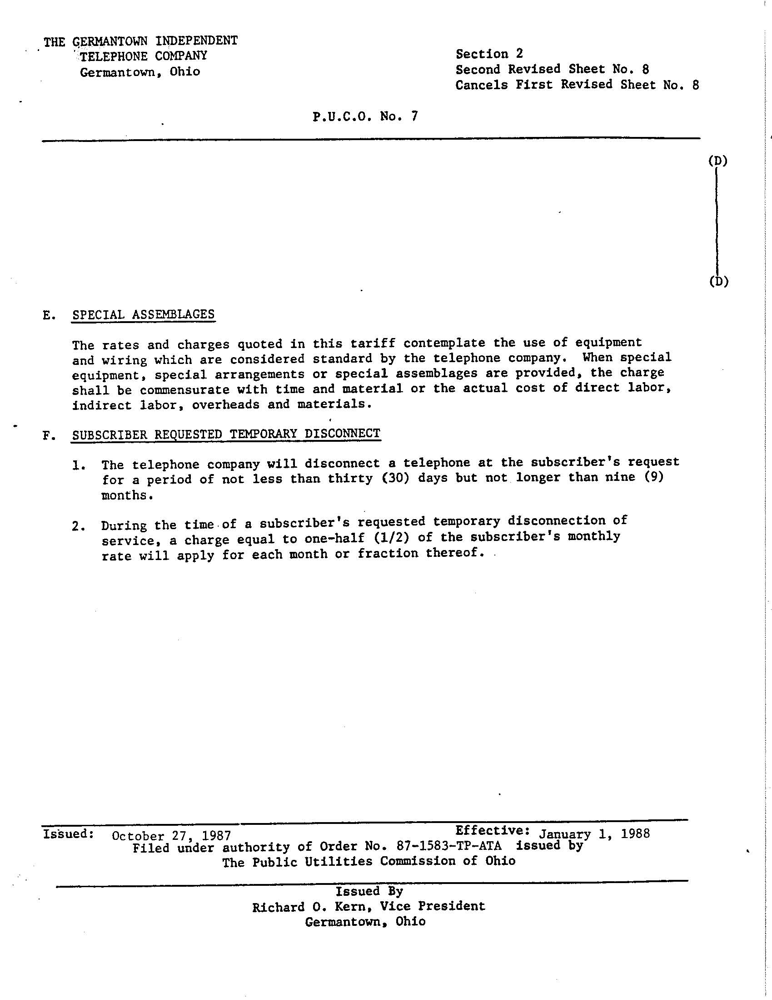 THE GERMANTOWN INDEPENDENT
TELEPHONE COMPANY
Germantown, Ohio
Section 2
Second Revised Sheet No. 8
Cancels First Revised Sheet No. 8
P.U.C.O. No. 7
(D)
(D)
E. SPECIAL ASSEMBLAGES
The rates and charges quoted in this tariff contemplate the use of equipment
and wiring which are considered standard by the telephone company. When special
equipment, special arrangements or special assemblages are provided, the charge
shall be commensurate with time and material or the actual cost of direct labor,
indirect labor, overheads and materials.
F. SUBSCRIBER REQUESTED TEMPORARY DISCONNECT
1. The telephone company will disconnect a telephone at the subscriber's request
for a period of not less than thirty (30) days but not longer than nine (9)
months.
2. During the time of a subscriber's requested temporary disconnection of
service, a charge equal to one-half (1/2) of the subscriber's monthly
rate will apply for each month or fraction thereof.
Issued: October 27, 1987 Effective: January 1, 1988
Filed under authority of Order No. 87-1583-TP-ATA issued by
The Public Utilities Commission of Ohio
Issued By
Richard O. Kern, Vice President
Germantown, Ohio